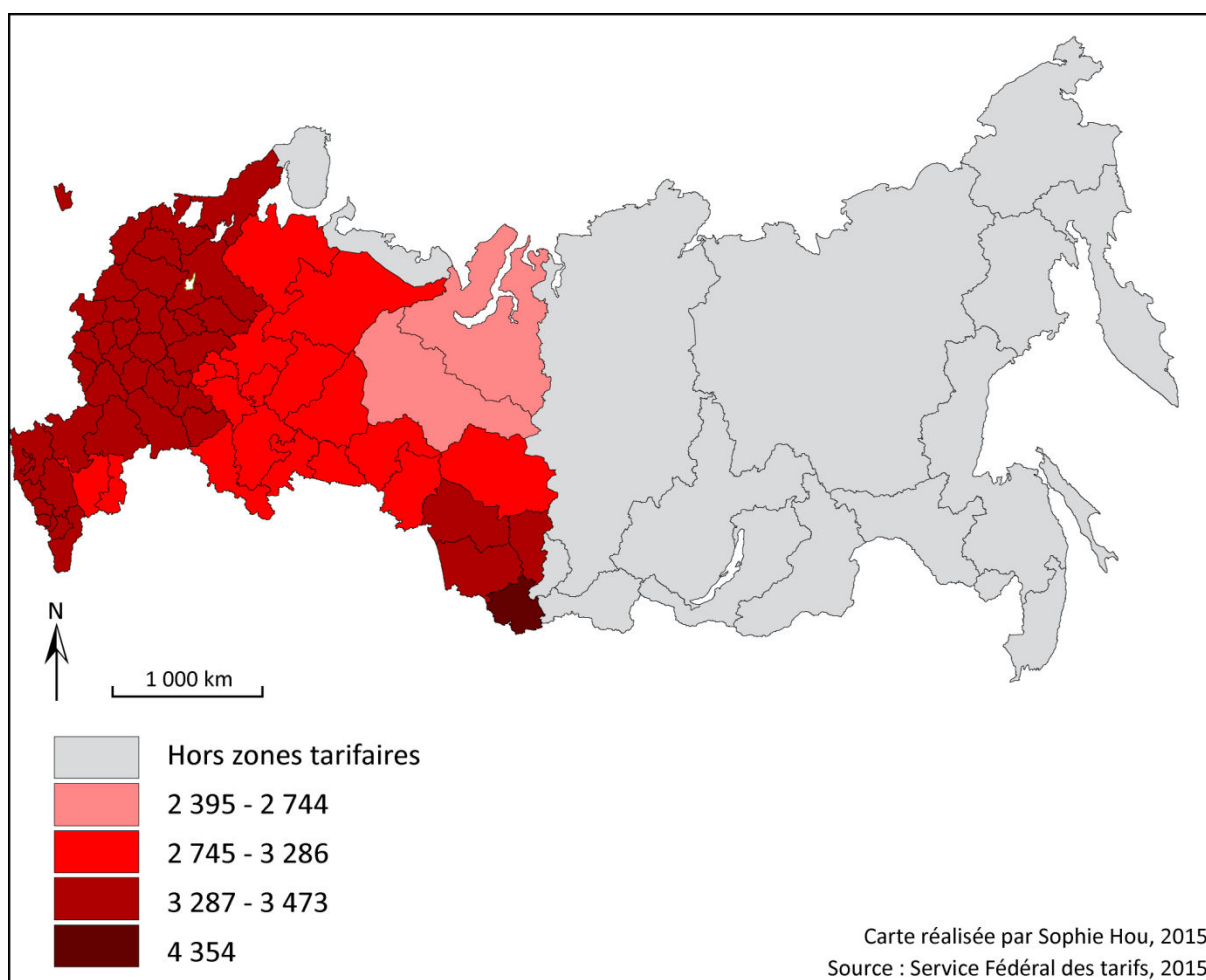 N
1 000 km
Hors zones tarifaires
2 395 - 2 744
2 745 - 3 286
3 287 - 3 473
4 354
Carte réalisée par Sophie Hou, 2015
Source : Service Fédéral des tarifs, 2015